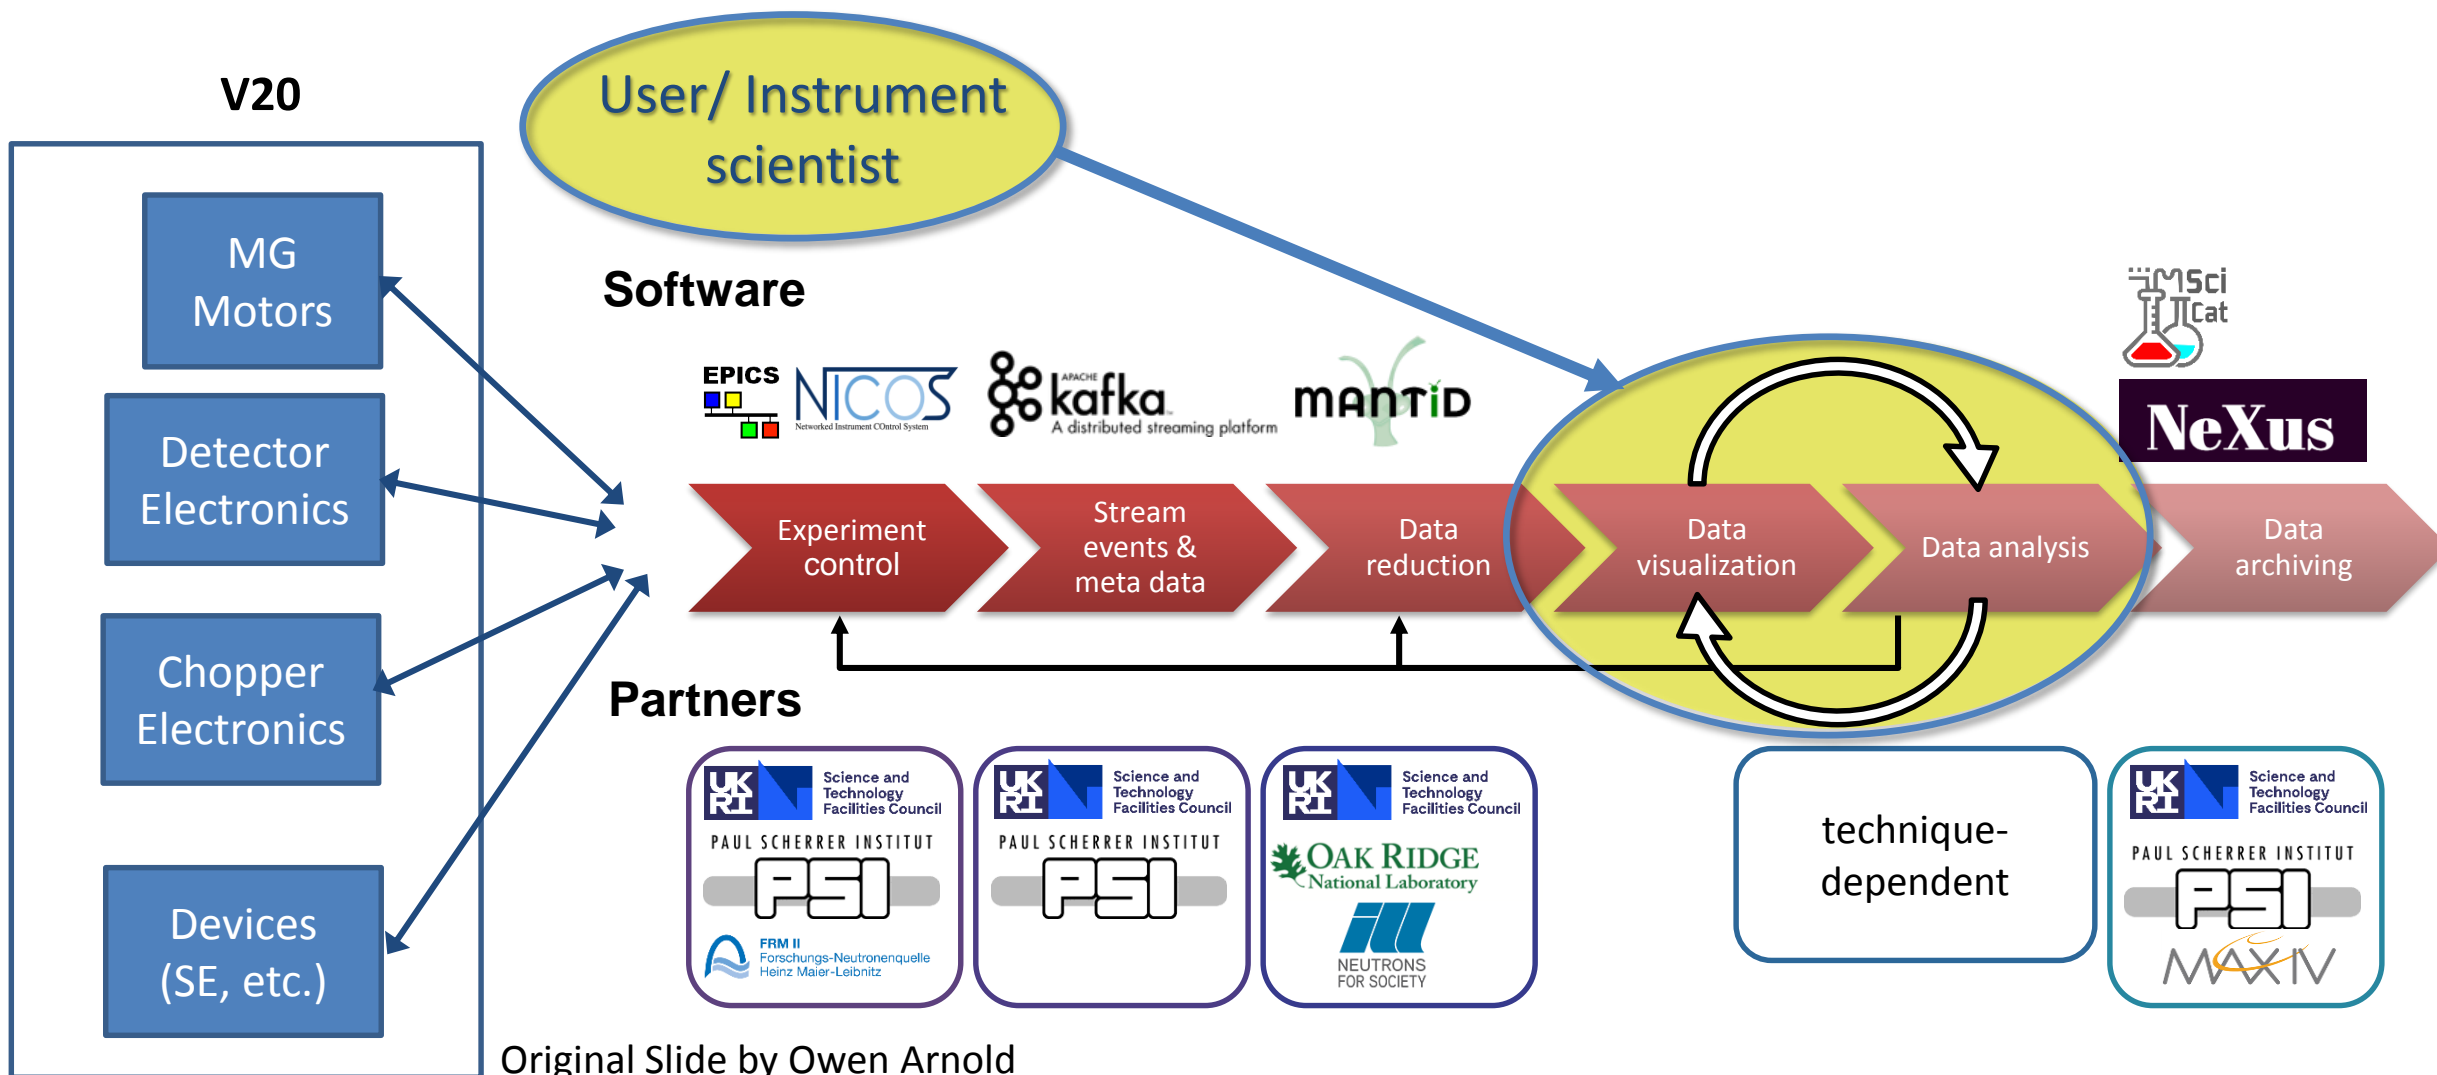 V20
MG
Motors
Detector
Electronics
Chopper
Electronics
Devices
(SE, etc.)
User/ Instrument
scientist
Software
EPICS
NICOS
Networked Instrument COntrol System
APACHE
kafka
A distributed streaming platform
MANTiD
Sci
Cat
NeXus
Experiment
control
Stream
events &
meta data
Data
reduction
Data
visualization
Data analysis
Data
archiving
Partners
UK
RI
Science and
Technology
Facilities Council
PAUL SCHERRER INSTITUT
PSI
FRM II
Forschungs-Neutronenquelle
Heinz Maier-Leibnitz
UK
RI
Science and
Technology
Facilities Council
PAUL SCHERRER INSTITUT
PSI
UK
RI
Science and
Technology
Facilities Council
OAK RIDGE
National Laboratory
ill
NEUTRONS
FOR SOCIETY
technique-
dependent
UK
RI
Science and
Technology
Facilities Council
PAUL SCHERRER INSTITUT
PSI
MAX IV
Original Slide by Owen Arnold